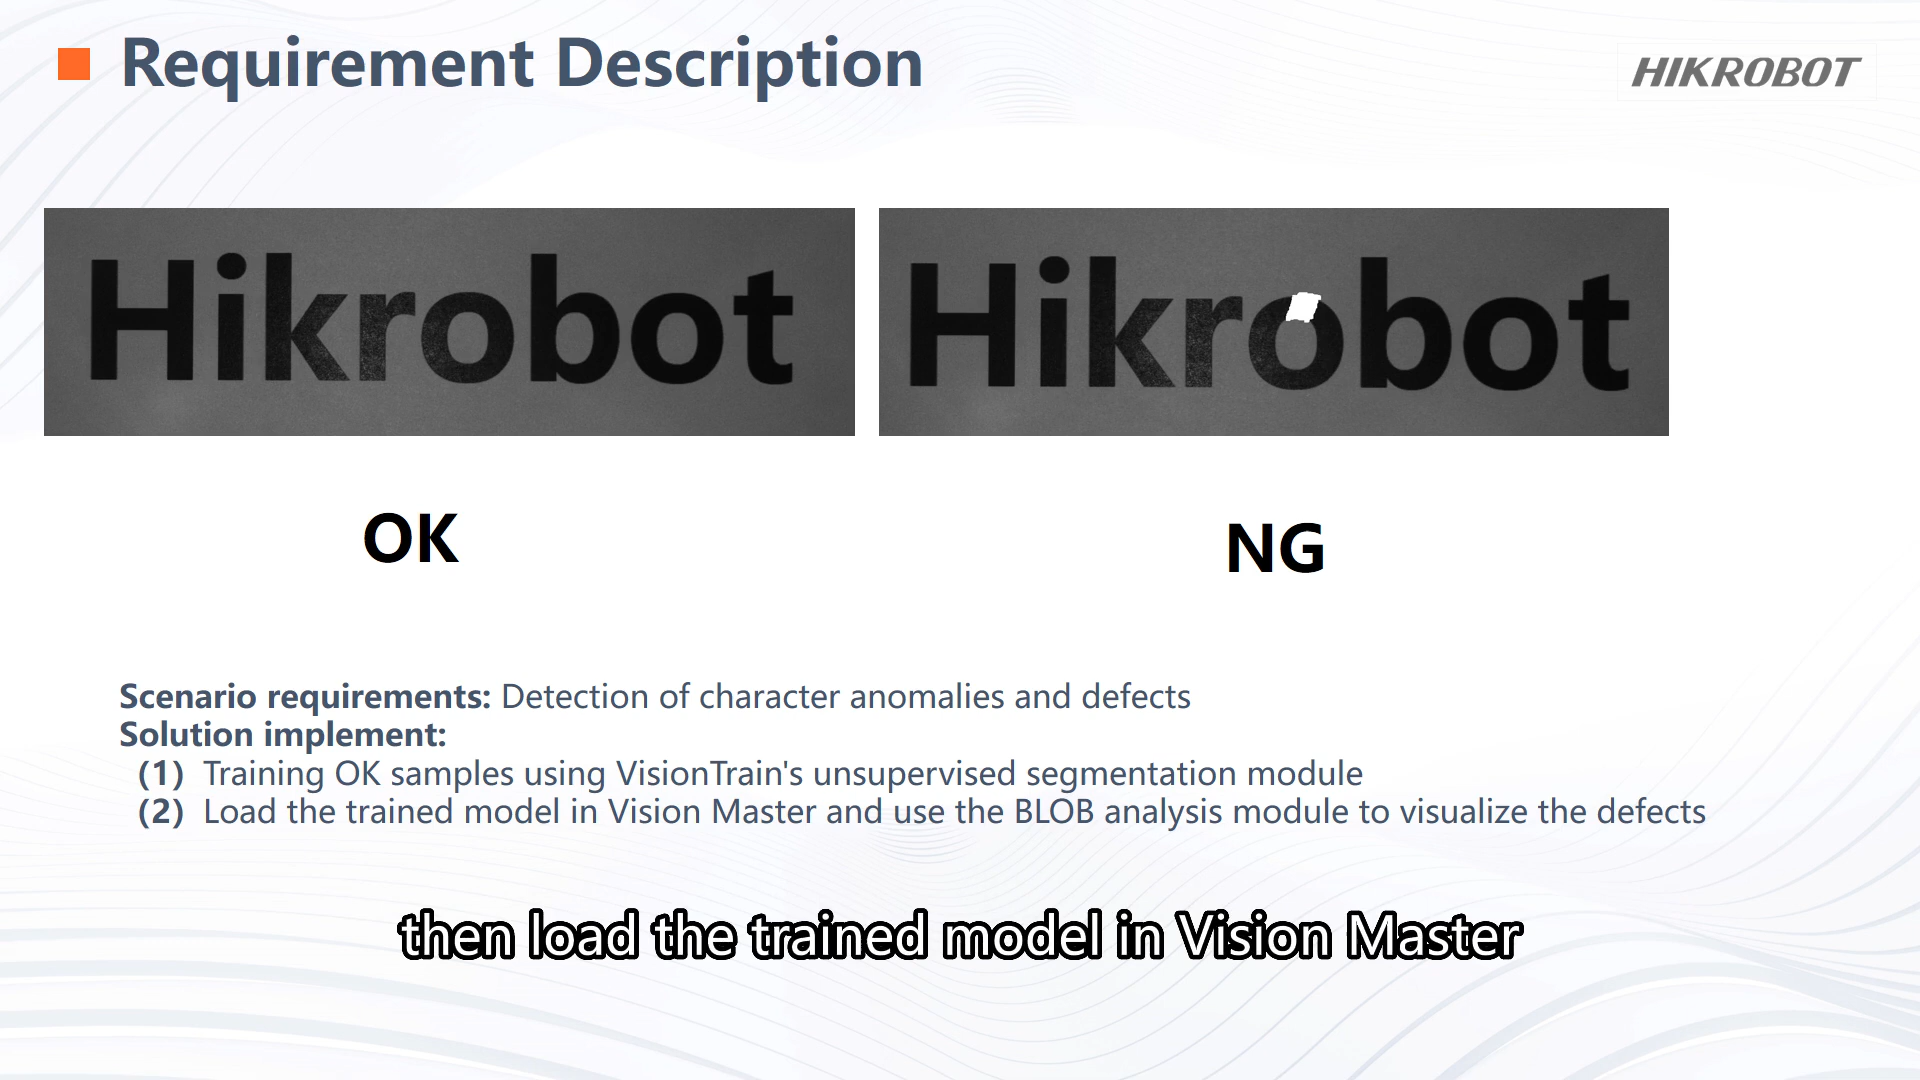 Requirement Description
HIKROBOT
Hikrobot
Hikrobot
OK
NG
Scenario requirements: Detection of character anomalies and defects
Solution implement:
(1) Training OK samples using VisionTrain's unsupervised segmentation module
(2) Load the trained model in Vision Master and use the BLOB analysis module to visualize the defects
then load the trained model in Vision Master